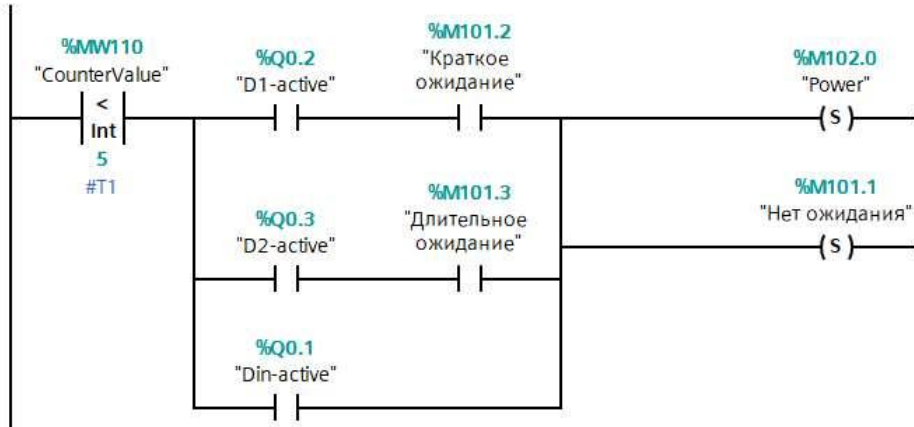 %MW110
"CounterValue"
<
Int
5
#T1
%Q0.2
"D1-active"
%M101.2
"Краткое
ожидание"
%M102.0
"Power"
(S)
%M101.1
"Нет ожидания"
(S)
%Q0.3
"D2-active"
%M101.3
"Длительное
ожидание"
%Q0.1
"Din-active"